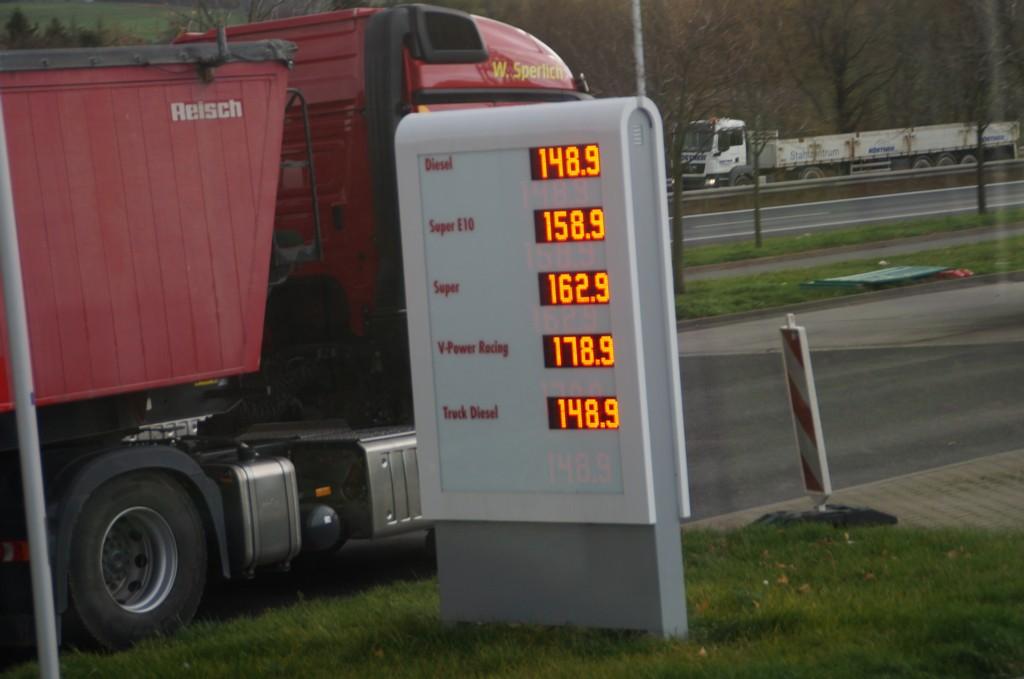 W. Sperlich
Reisch
Diesel 148.9
Super E10 158.9
Super 162.9
V-Power Racing 178.9
Truck Diesel 148.9
Stahlzentrum